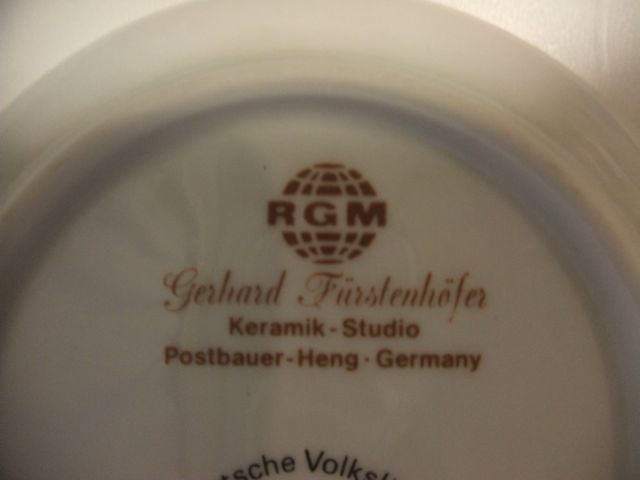 RGM
Gerhard Fürstenhöfer
Keramik - Studio
Postbauer-Heng · Germany